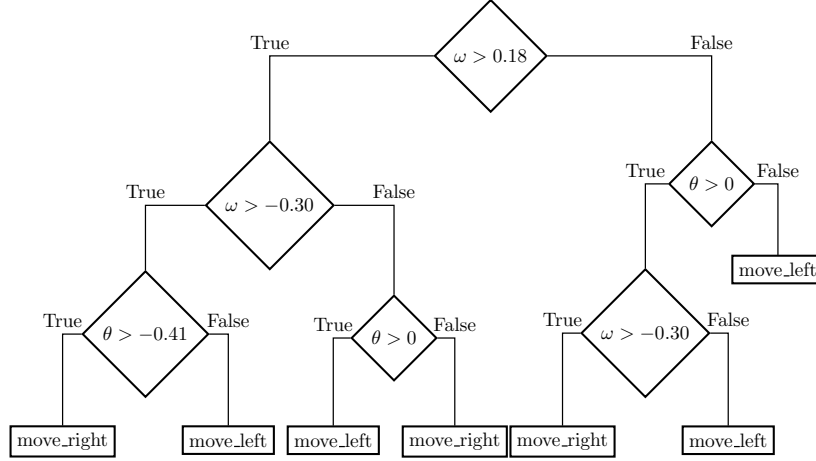 True
ω > 0.18
False
True
ω > −0.30
False
True
θ > 0
False
move_left
True
θ > −0.41
False
True
θ > 0
False
True
ω > −0.30
False
move_right
move_left
move_left
move_right
move_right
move_left